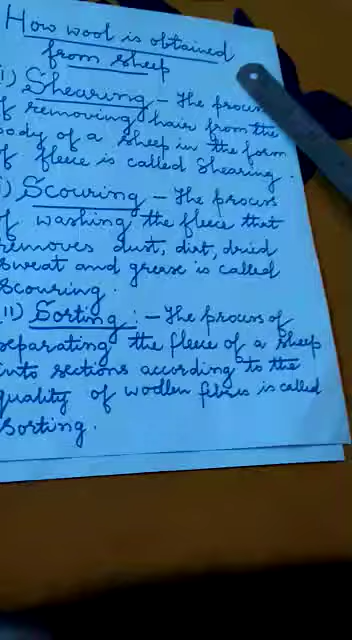 How wool is obtained
from sheep
i) Shearing - The process
of removing hair from the
body of a sheep in the form
of fleece is called Shearing.
i) Scouring - The process
of washing the fleece that
removes dust, dirt, dried
sweat and grease is called
Scouring.
ii) Sorting :- The process of
separating the fleece of a sheep
into sections according to the
quality of woollen fibres is called
Sorting.